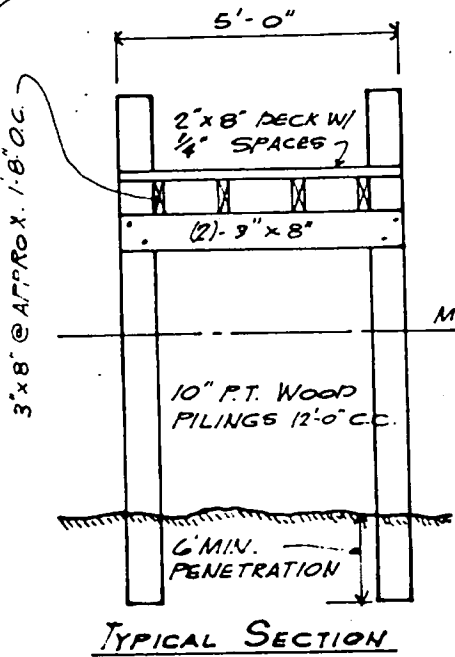 5'-0"
2"x8" DECK W/
1/4" SPACES
3"x8" @ APPROX. 1'-8" O.C.
(2)-3"x8"
M
10" P.T. WOOD
PILINGS 12'-0" C.C.
6' MIN.
PENETRATION
TYPICAL SECTION